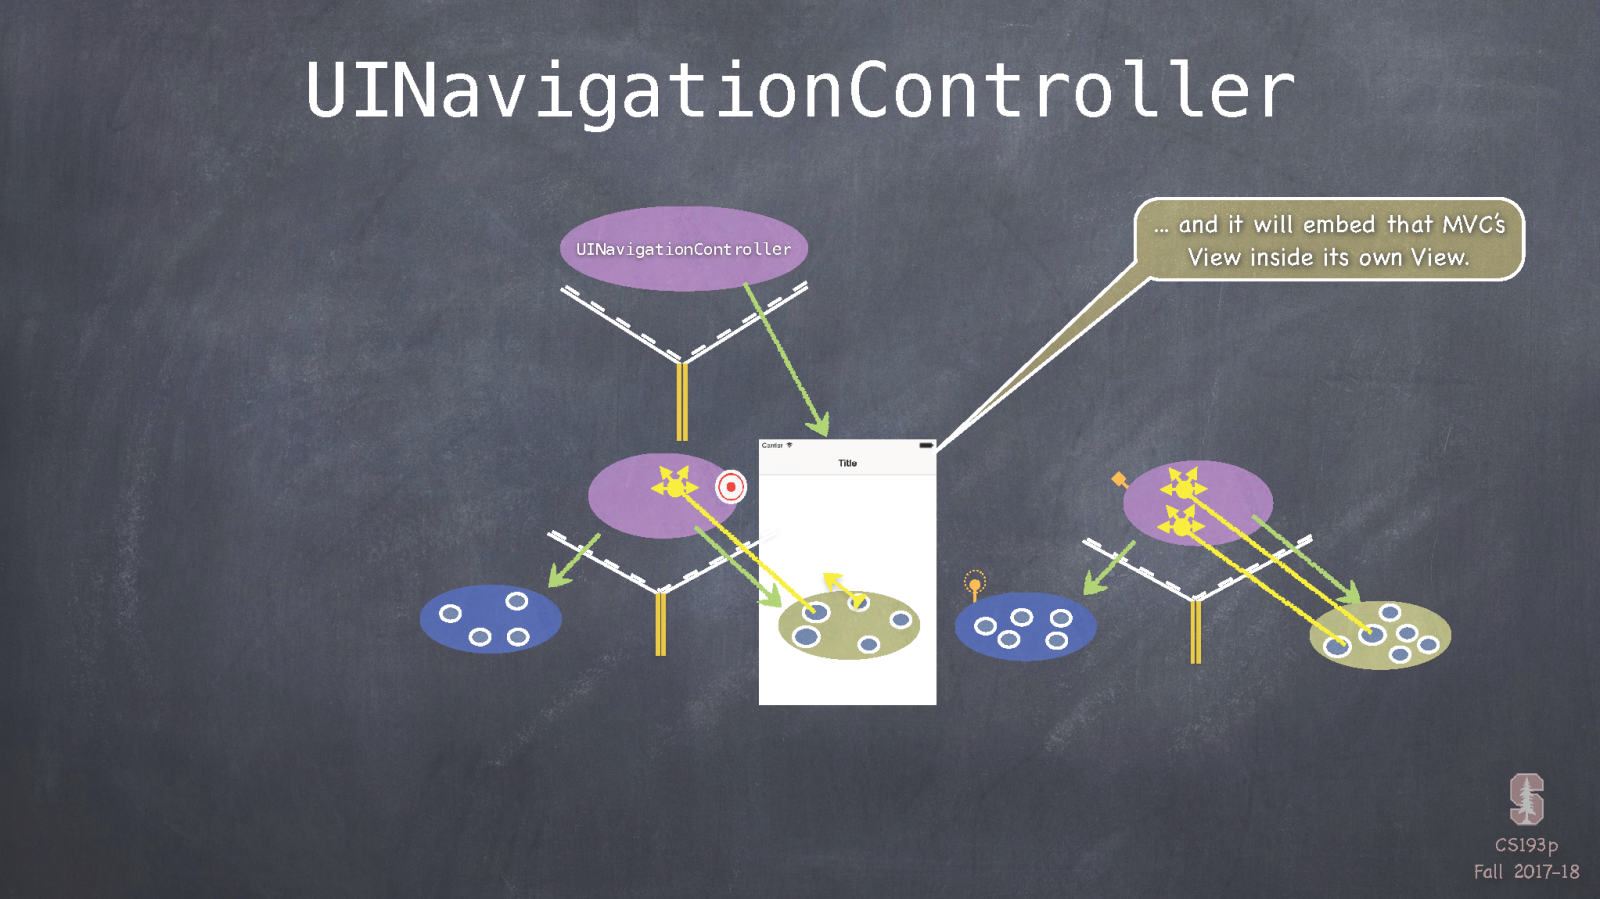 UINavigationController
... and it will embed that MVC's
View inside its own View.
UINavigationController
Carrier
Title
CS193p
Fall 2017-18